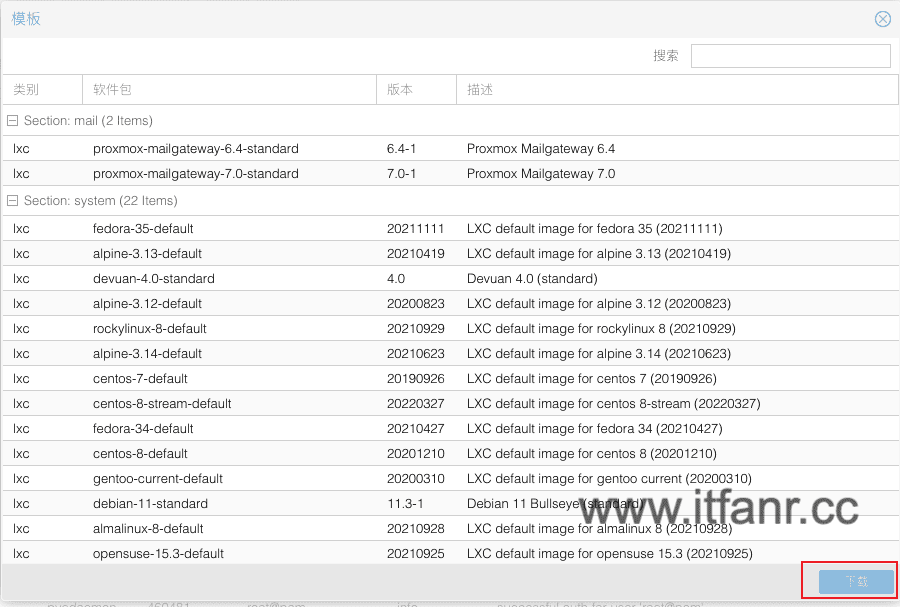 模板
搜索
类别 软件包 版本 描述
Section: mail (2 Items)
lxc proxmox-mailgateway-6.4-standard 6.4-1 Proxmox Mailgateway 6.4
lxc proxmox-mailgateway-7.0-standard 7.0-1 Proxmox Mailgateway 7.0
Section: system (22 Items)
lxc fedora-35-default 20211111 LXC default image for fedora 35 (20211111)
lxc alpine-3.13-default 20210419 LXC default image for alpine 3.13 (20210419)
lxc devuan-4.0-standard 4.0 Devuan 4.0 (standard)
lxc alpine-3.12-default 20200823 LXC default image for alpine 3.12 (20200823)
lxc rockylinux-8-default 20210929 LXC default image for rockylinux 8 (20210929)
lxc alpine-3.14-default 20210623 LXC default image for alpine 3.14 (20210623)
lxc centos-7-default 20190926 LXC default image for centos 7 (20190926)
lxc centos-8-stream-default 20220327 LXC default image for centos 8-stream (20220327)
lxc fedora-34-default 20210427 LXC default image for fedora 34 (20210427)
lxc centos-8-default 20201210 LXC default image for centos 8 (20201210)
lxc gentoo-current-default 20200310 LXC default image for gentoo current (20200310)
lxc debian-11-standard 11.3-1 Debian 11 Bullseye (standard)
www.itfanr.cc
lxc almalinux-8-default 20210928 LXC default image for almalinux 8 (20210928)
lxc opensuse-15.3-default 20210925 LXC default image for opensuse 15.3 (20210925)
下载